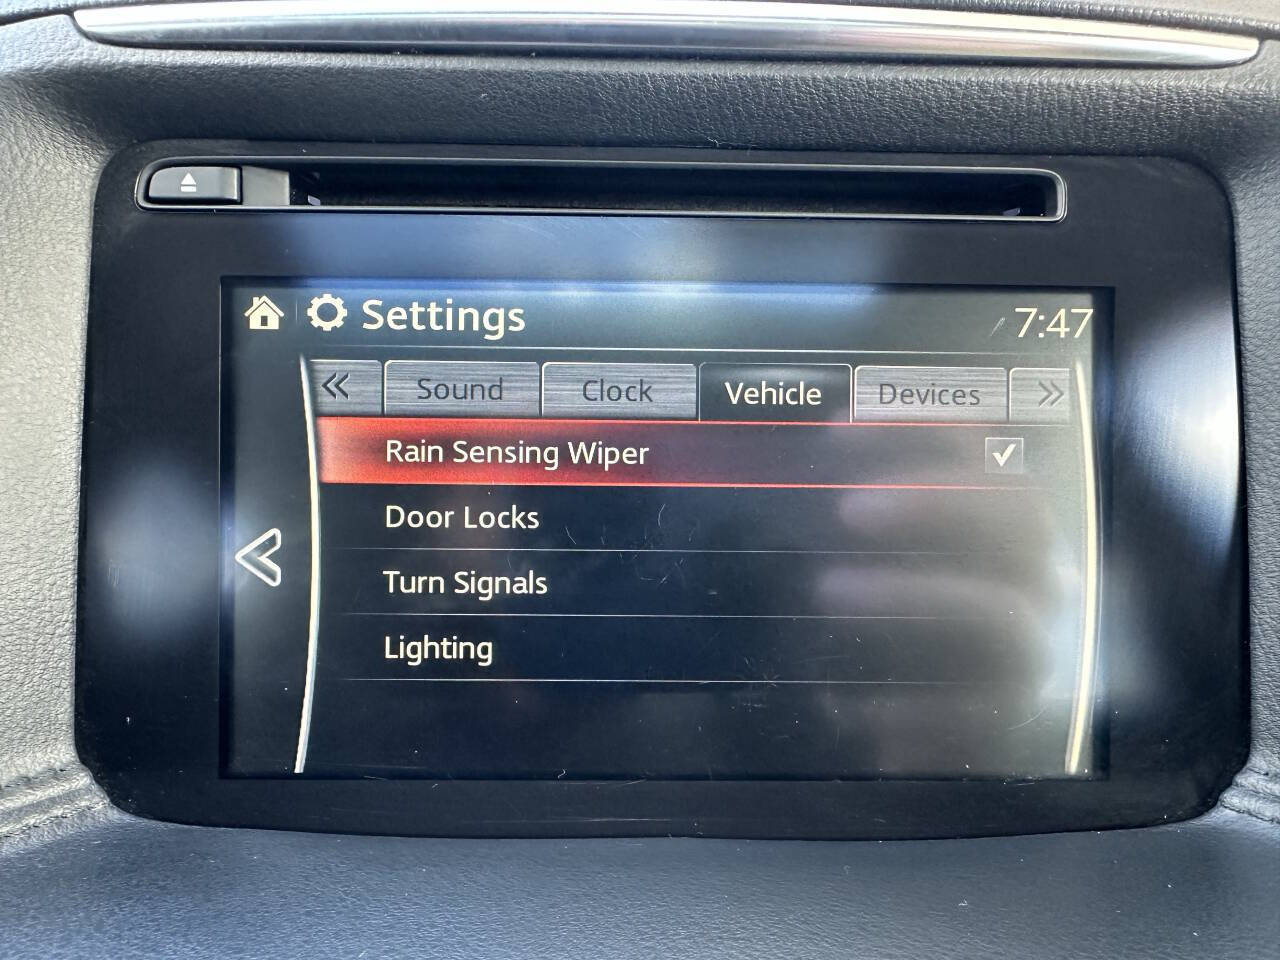 Settings
7:47
Sound Clock Vehicle Devices
Rain Sensing Wiper
Door Locks
Turn Signals
Lighting